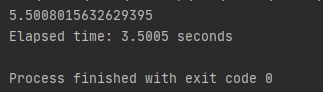 5.5008015632629395
Elapsed time: 3.5005 seconds
Process finished with exit code 0